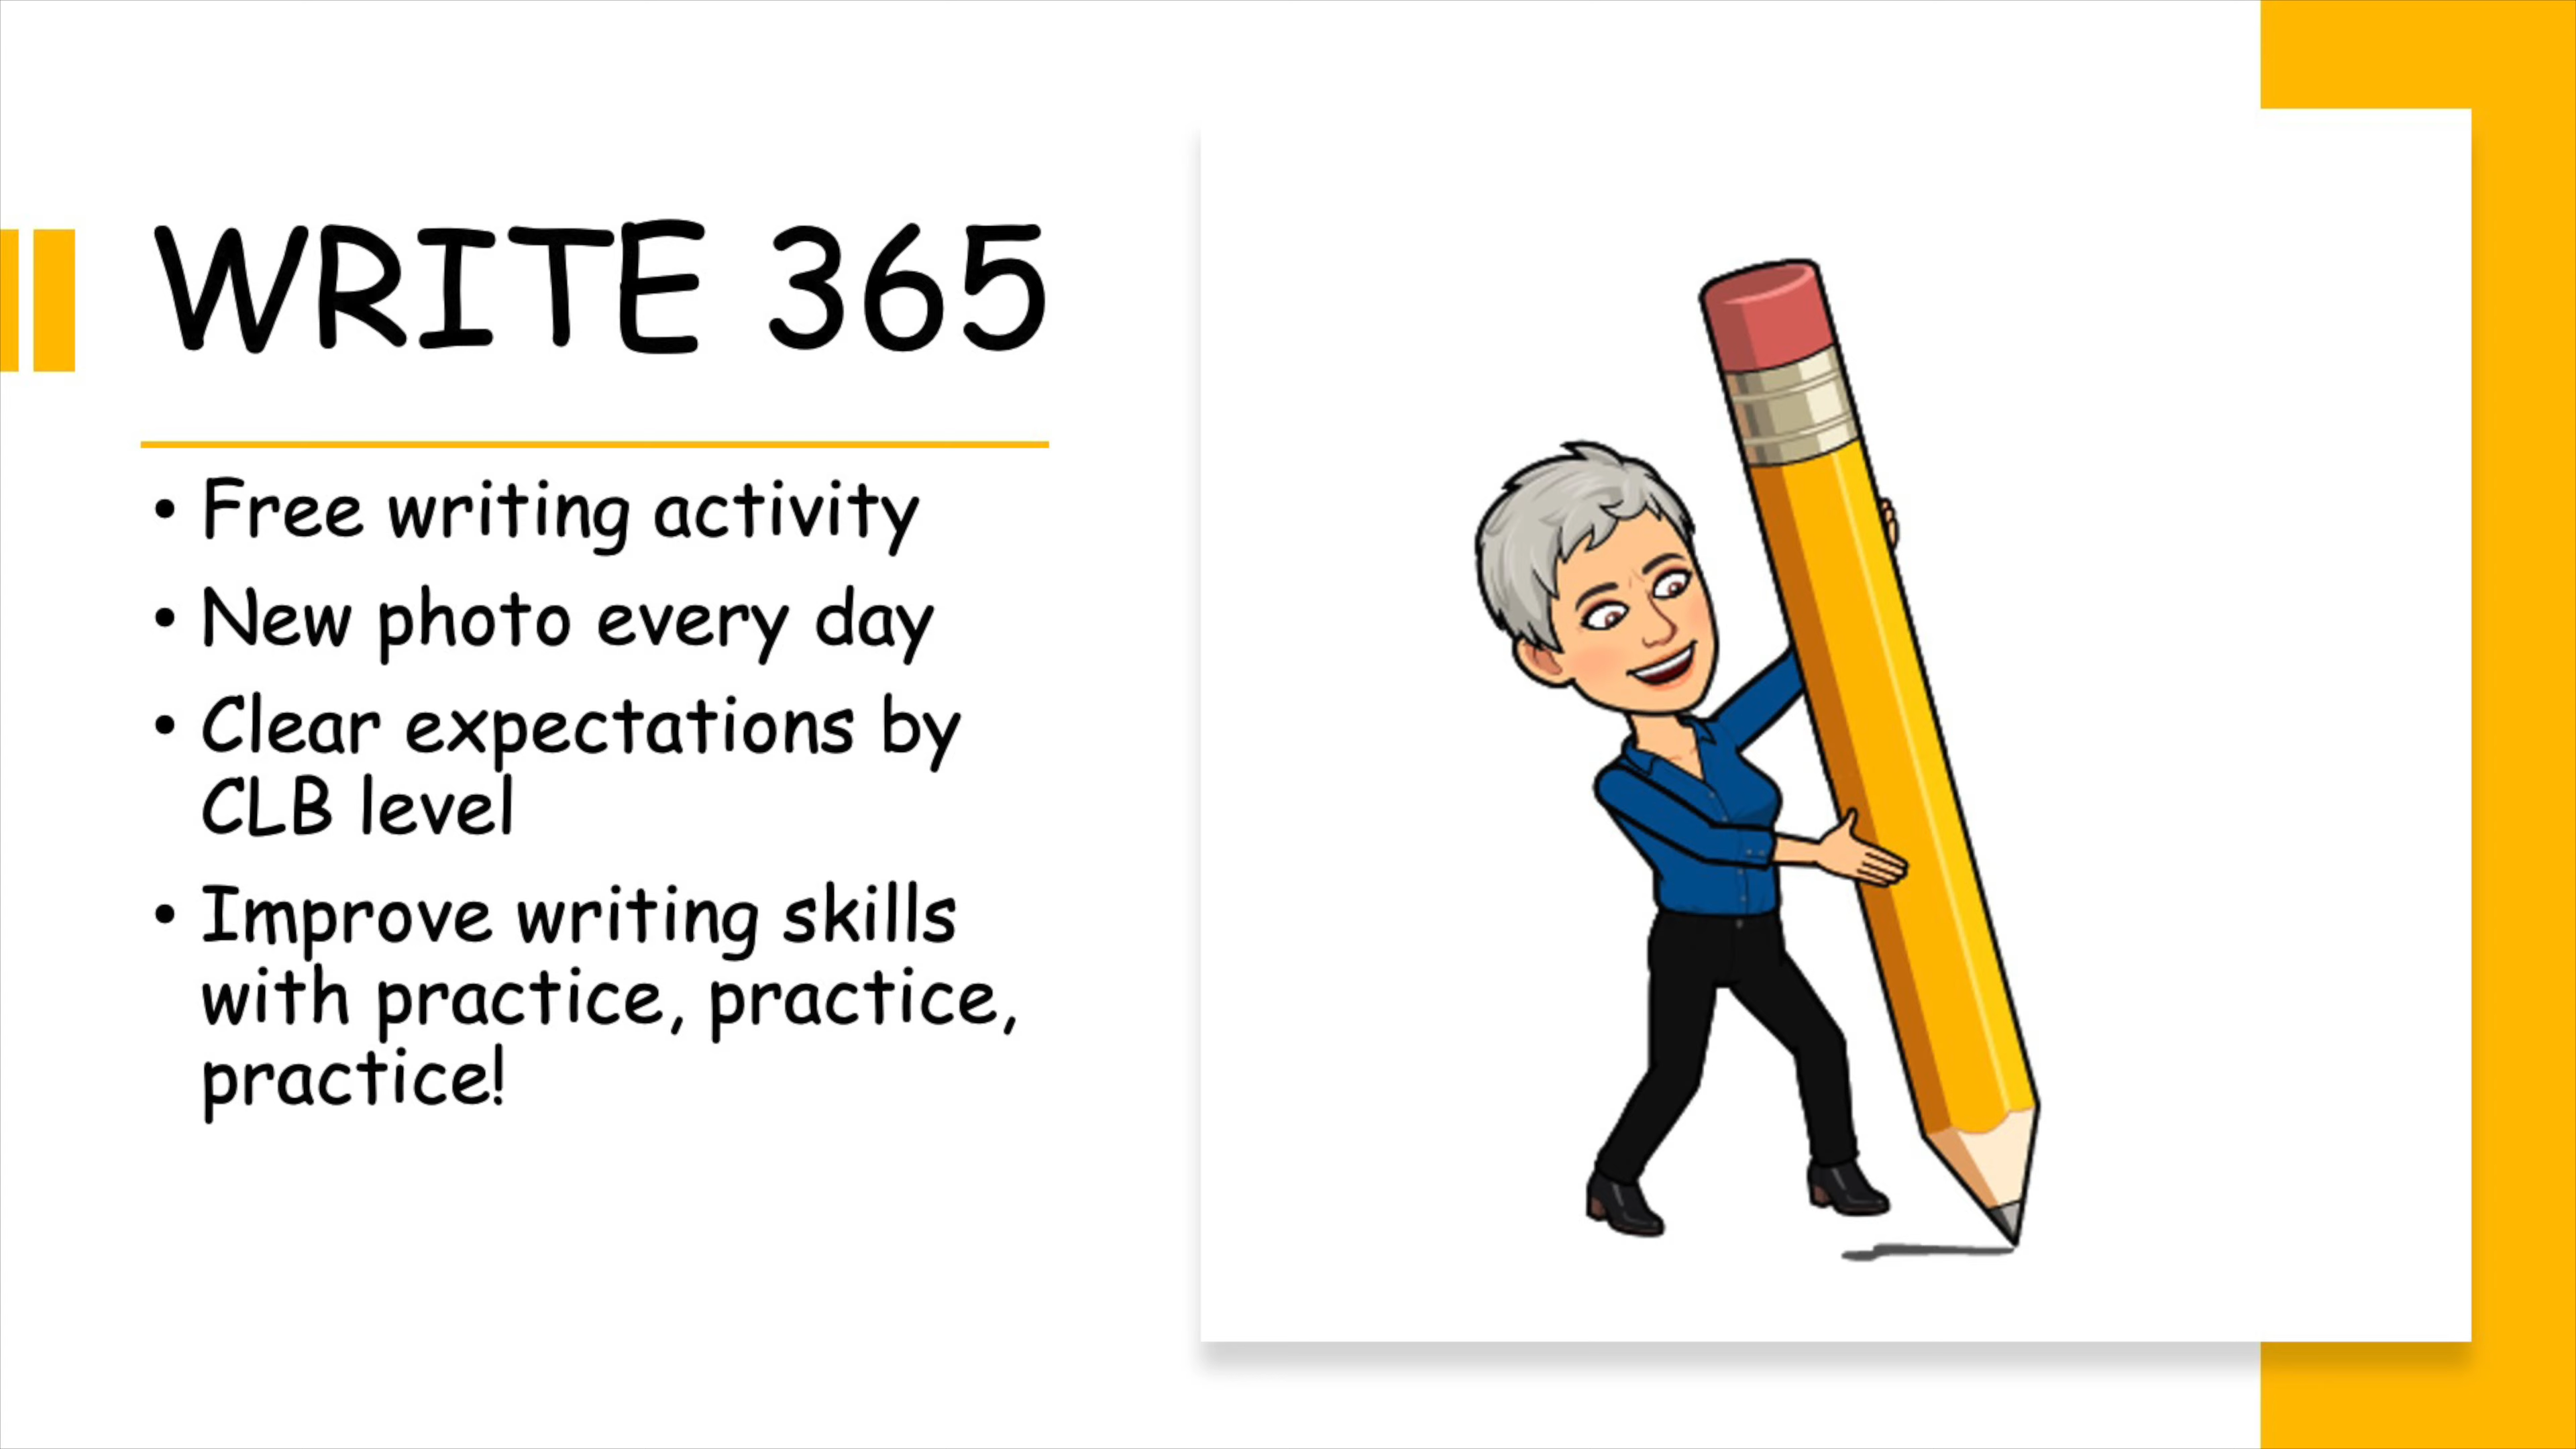 WRITE 365
• Free writing activity
• New photo every day
• Clear expectations by
CLB level
• Improve writing skills
with practice, practice,
practice!